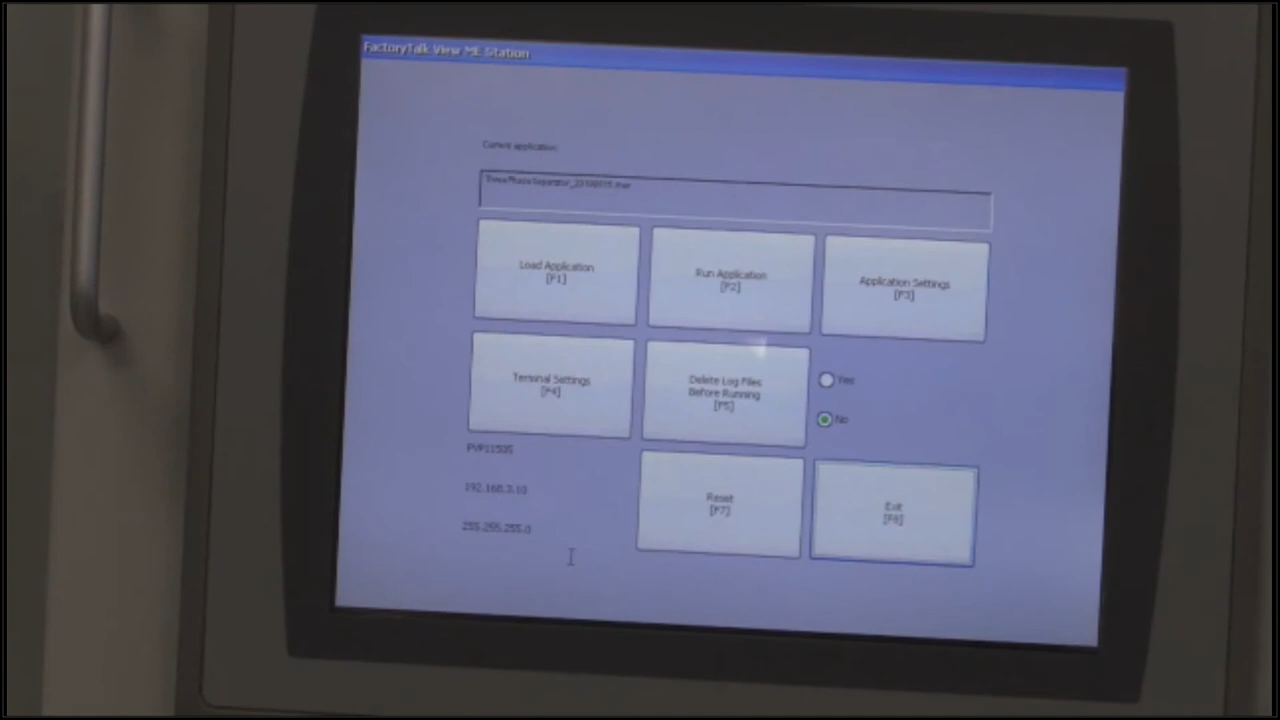 FactoryTalk View ME Station
Current application:
Load Application
[F1]
Run Application
[F2]
Application Settings
[F3]
Terminal Settings
[F4]
Delete Log Files
Before Running
[F5]
Yes
No
192.168.3.10
255.255.255.0
Reset
[F7]
Exit
[F8]